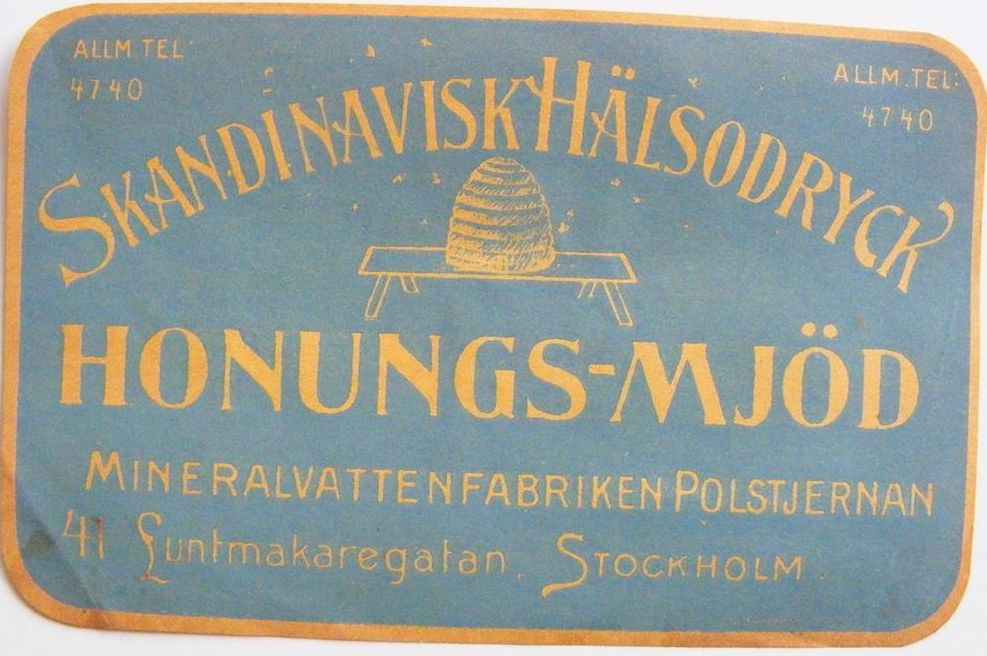 ALLM TEL:
4740
ALLM.TEL:
4740
SKANDINAVISK HÄLSODRYCK
HONUNGS-MJÖD
MINERALVATTENFABRIKEN POLSTJERNAN
41 Luntmakaregatan. STOCKHOLM.